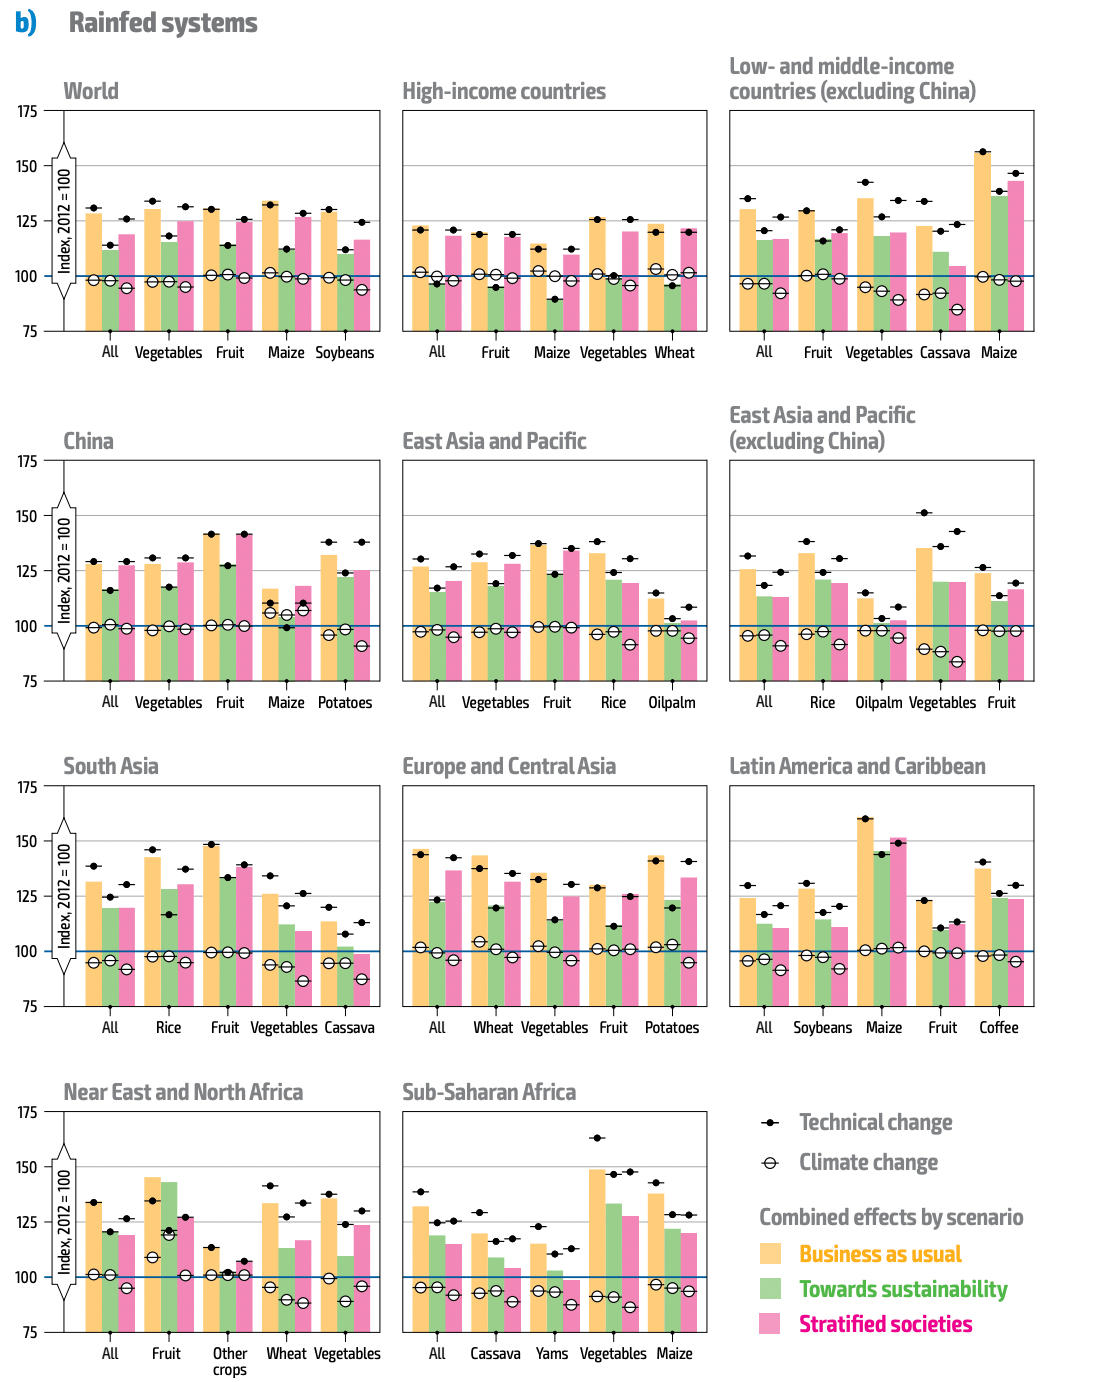 b) Rainfed systems
World
High-income countries
Low- and middle-income
countries (excluding China)
175
150
125
100
75
Index, 2012 = 100
All Vegetables Fruit Maize Soybeans
All Fruit Maize Vegetables Wheat
All Fruit Vegetables Cassava Maize
China
East Asia and Pacific
East Asia and Pacific
(excluding China)
175
150
125
100
75
Index, 2012 = 100
All Vegetables Fruit Maize Potatoes
All Vegetables Fruit Rice Oilpalm
All Rice Oilpalm Vegetables Fruit
South Asia
Europe and Central Asia
Latin America and Caribbean
175
150
125
100
75
Index, 2012 = 100
All Rice Fruit Vegetables Cassava
All Wheat Vegetables Fruit Potatoes
All Soybeans Maize Fruit Coffee
Near East and North Africa
Sub-Saharan Africa
175
150
125
100
75
Index, 2012 = 100
All Fruit Other Wheat Vegetables
crops
All Cassava Yams Vegetables Maize
Technical change
Climate change
Combined effects by scenario
Business as usual
Towards sustainability
Stratified societies